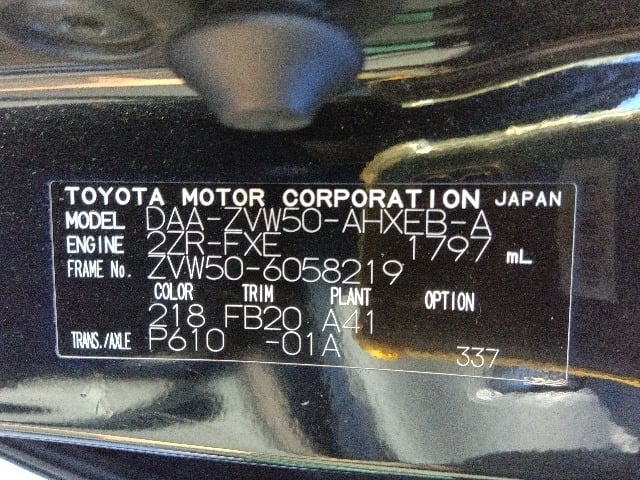 TOYOTA MOTOR CORPORATION JAPAN
MODEL DAA-ZVW50-AHXEB-A
ENGINE 2ZR-FXE 1797 mL
FRAME No. ZVW50-6058219
COLOR TRIM PLANT OPTION
218 FB20 A41
TRANS./AXLE P610 -01A 337